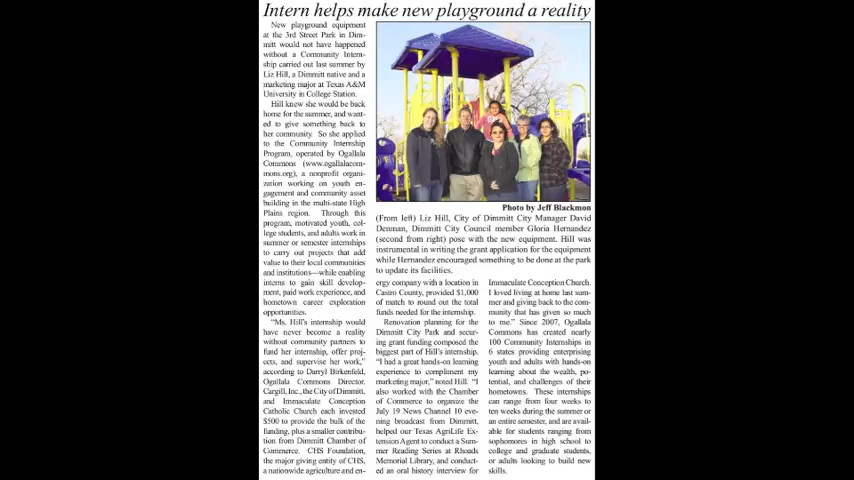 Intern helps make new playground a reality
New playground equipment
at the 3rd Street Park in Dim-
mitt would not have happened
without a Community Intern-
ship carried out last summer by
Liz Hill, a Dimmitt native and a
marketing major at Texas A&M
University in College Station.
Hill knew she would be back
home for the summer, and want-
ed to give something back to
her community. So she applied
to the Community Internship
Program, operated by Ogallala
Commons (www.ogallalacom-
mons.org), a nonprofit organi-
zation working on youth en-
gagement and community asset
building in the multi-state High
Plains region. Through this
program, motivated youth, col-
lege students, and adults work in
summer or semester internships
to carry out projects that add
value to their local communities
and institutions—while enabling
interns to gain skill develop-
ment, paid work experience, and
hometown career exploration
opportunities.
"Ms. Hill's internship would
have never become a reality
without community partners to
fund her internship, offer proj-
ects, and supervise her work,"
according to Darryl Birkenfeld,
Ogallala Commons Director.
Cargill, Inc., the City of Dimmitt,
and Immaculate Conception
Catholic Church each invested
$500 to provide the bulk of the
funding, plus a smaller contribu-
tion from Dimmitt Chamber of
Commerce. CHS Foundation,
the major giving entity of CHS,
a nationwide agriculture and en-
Photo by Jeff Blackmon
(From left) Liz Hill, City of Dimmitt City Manager David
Denman, Dimmitt City Council member Gloria Hernandez
(second from right) pose with the new equipment. Hill was
instrumental in writing the grant application for the equipment
while Hernandez encouraged something to be done at the park
to update its facilities.
ergy company with a location in
Castro County, provided $1,000
of match to round out the total
funds needed for the internship.
Renovation planning for the
Dimmitt City Park and secur-
ing grant funding composed the
biggest part of Hill's internship.
"I had a great hands-on learning
experience to compliment my
marketing major," noted Hill. "I
also worked with the Chamber
of Commerce to organize the
July 19 News Channel 10 eve-
ning broadcast from Dimmitt,
helped our Texas AgriLife Ex-
tension Agent to conduct a Sum-
mer Reading Series at Rhoads
Memorial Library, and conduct-
ed an oral history interview for
Immaculate Conception Church.
I loved living at home last sum-
mer and giving back to the com-
munity that has given so much
to me." Since 2007, Ogallala
Commons has created nearly
100 Community Internships in
6 states providing enterprising
youth and adults with hands-
on learning about the wealth, po-
tential, and challenges of their
hometowns. These internships
can range from four weeks to
ten weeks during the summer or
an entire semester, and are avail-
able for students ranging from
sophomores in high school to
college and graduate students,
or adults looking to build new
skills.